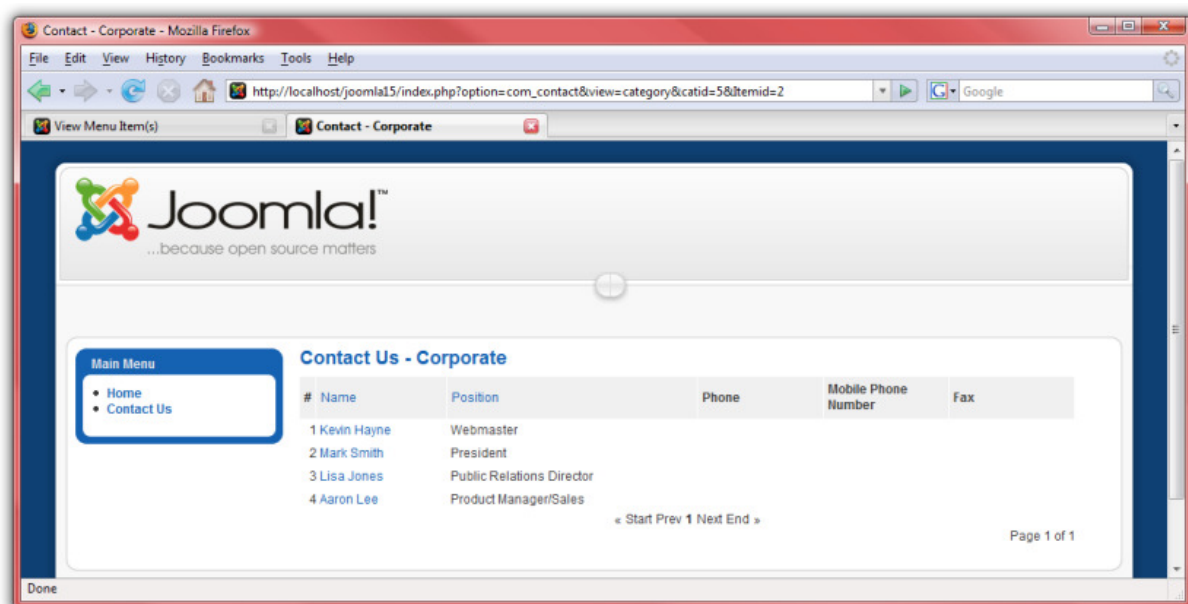 Contact - Corporate - Mozilla Firefox
File Edit View History Bookmarks Tools Help
http://localhost/joomla15/index.php?option=com_contact&view=category&catid=5&Itemid=2
G Google
View Menu Item(s) Contact - Corporate
Joomla!™
...because open source matters
Main Menu
Home
Contact Us
Contact Us - Corporate
# Name Position Phone Mobile Phone Number Fax
1 Kevin Hayne Webmaster
2 Mark Smith President
3 Lisa Jones Public Relations Director
4 Aaron Lee Product Manager/Sales
« Start Prev 1 Next End »
Page 1 of 1
Done